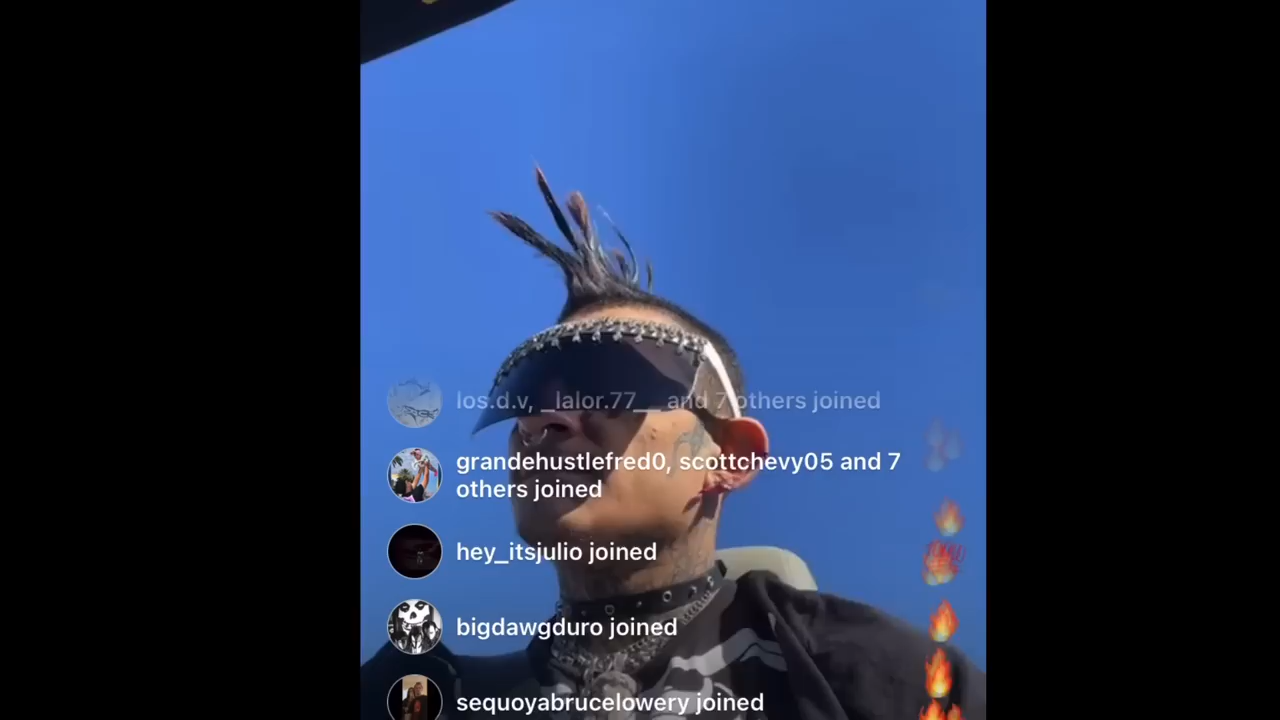 los.d.v, _lalor.77__ and 7 others joined
grandehustlefred0, scottchevy05 and 7
others joined
hey_itsjulio joined
bigdawgduro joined
sequoyabrucelowery joined